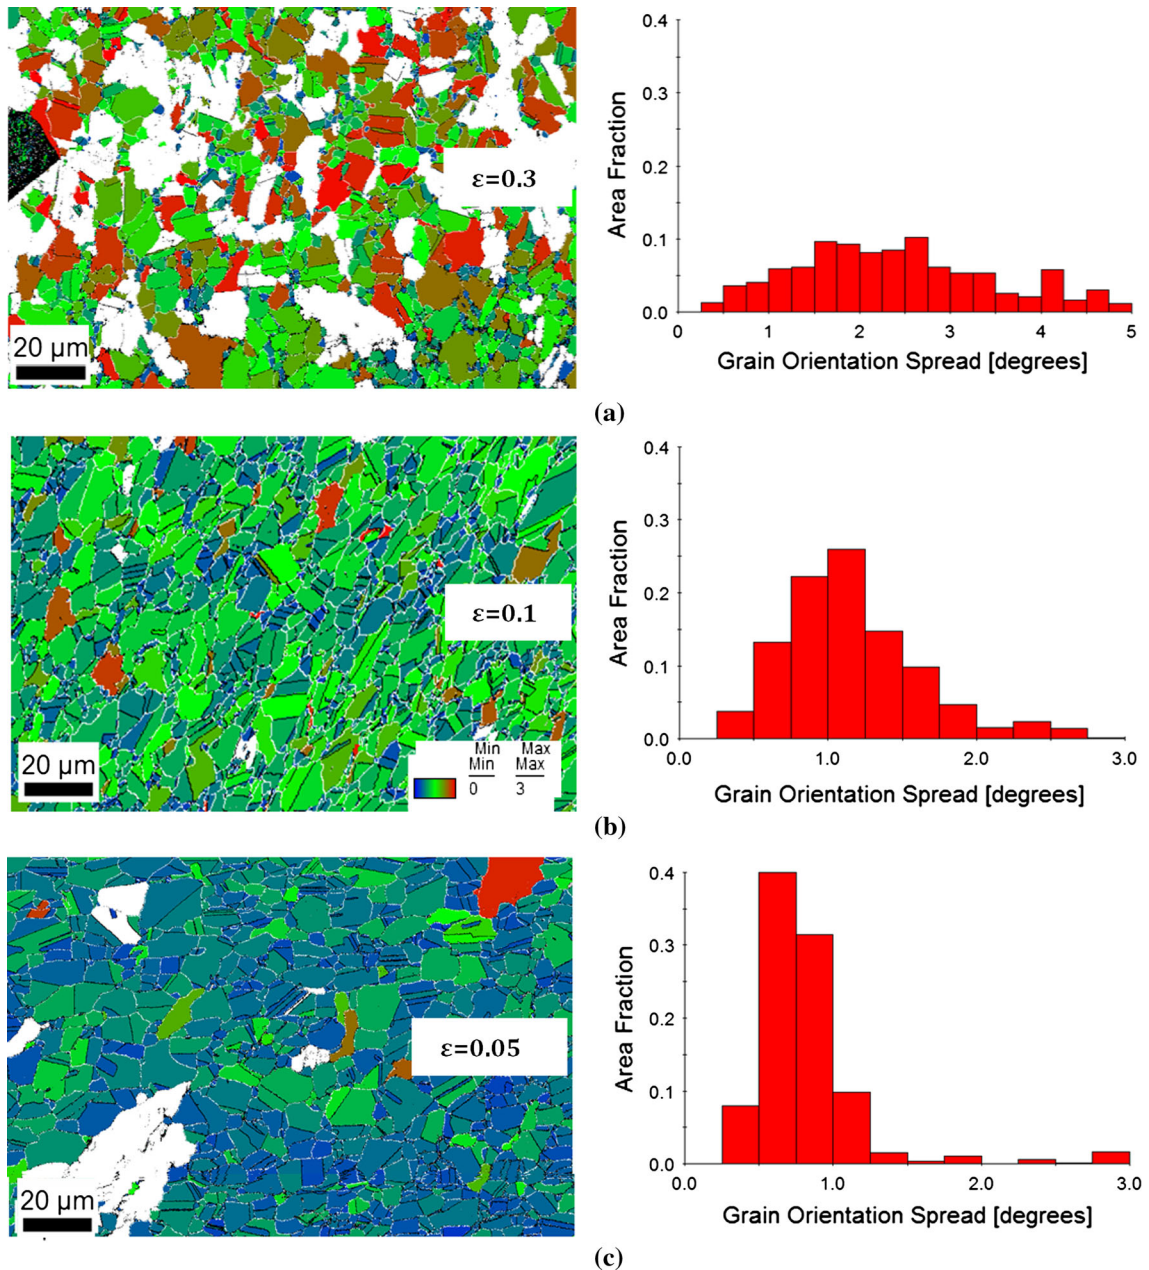 ε=0.3
20 µm
0.4
0.3
0.2
0.1
0.0
Area Fraction
0 1 2 3 4 5
Grain Orientation Spread [degrees]
(a)
ε=0.1
20 µm
Min Max
Min Max
0 3
0.4
0.3
0.2
0.1
0.0
Area Fraction
0.0 1.0 2.0 3.0
Grain Orientation Spread [degrees]
(b)
ε=0.05
20 µm
0.4
0.3
0.2
0.1
0.0
Area Fraction
0.0 1.0 2.0 3.0
Grain Orientation Spread [degrees]
(c)